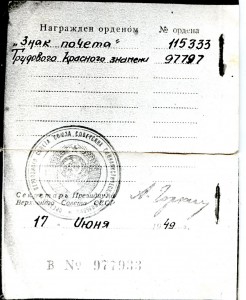 Награжден орденом № ордена
„Знак почета" 115333
Трудового Красного знамени 97797
Секретарь Президиума
Верховного Совета СССР
17 Июня 1949 г.
В № 977933